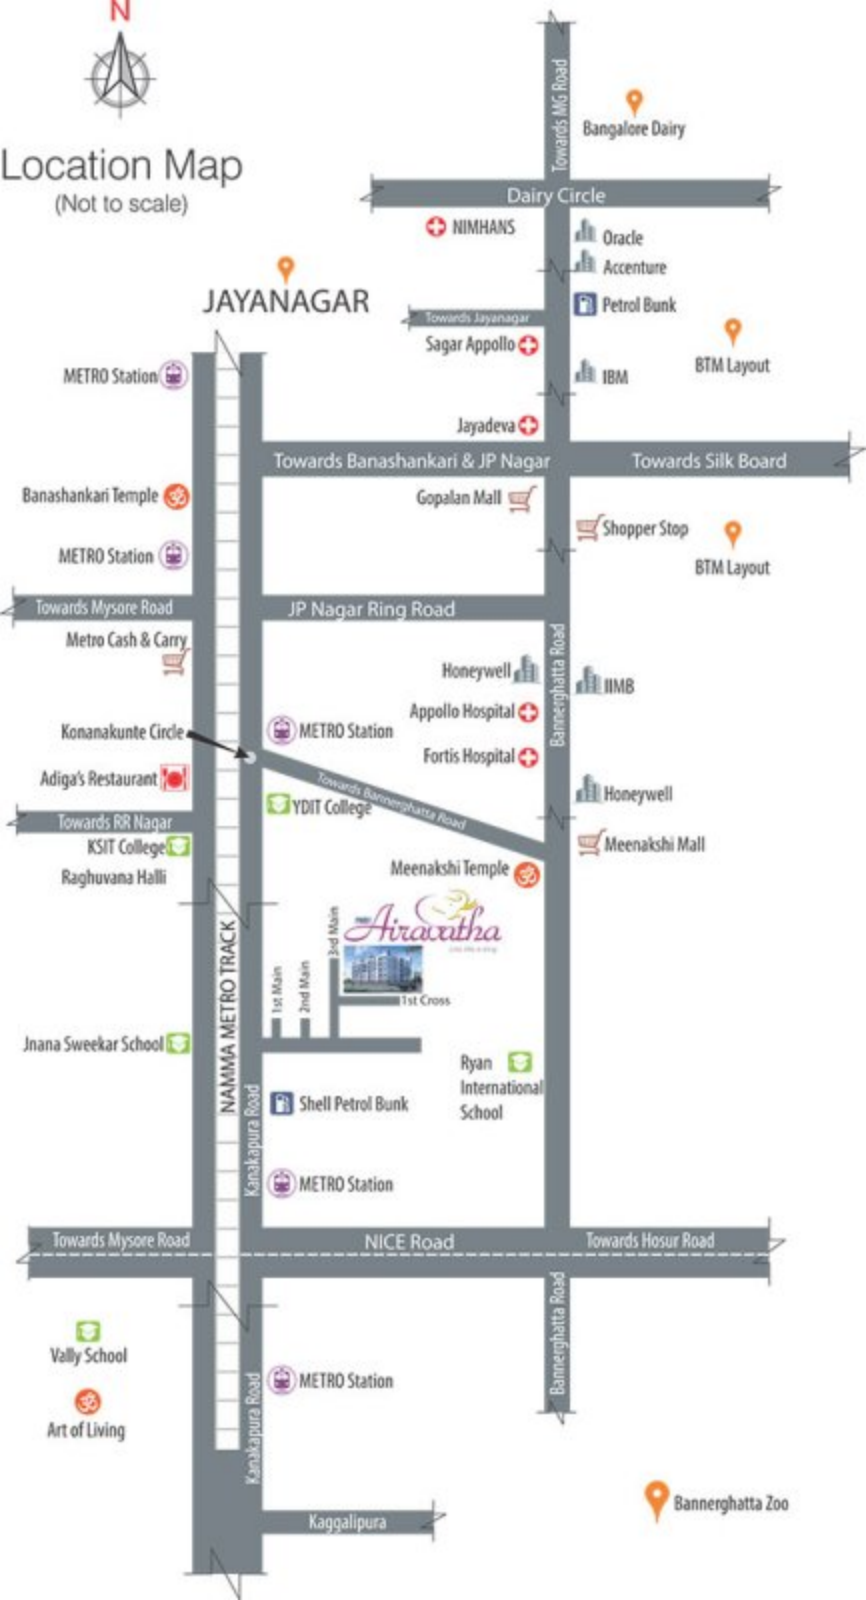 N
Location Map
(Not to scale)
Towards MG Road
Bangalore Dairy
Dairy Circle
NIMHANS
Oracle
Accenture
JAYANAGAR
Petrol Bunk
Towards Jayanagar
Sagar Appollo
BTM Layout
METRO Station
IBM
Jayadeva
Towards Banashankari & JP Nagar
Towards Silk Board
Banashankari Temple
Gopalan Mall
Shopper Stop
METRO Station
BTM Layout
Towards Mysore Road
JP Nagar Ring Road
Metro Cash & Carry
Bannerghatta Road
Honeywell
IIMB
Appollo Hospital
Konanakunte Circle
METRO Station
Fortis Hospital
Adiga's Restaurant
Towards Bannerghatta Road
Honeywell
YDIT College
Towards RR Nagar
KSIT College
Meenakshi Mall
Raghuvana Halli
Meenakshi Temple
Airavatha
NAMMA METRO TRACK
3rd Main
1st Main
2nd Main
1st Cross
Jnana Sweekar School
Ryan
International
School
Kanakapura Road
Shell Petrol Bunk
METRO Station
Towards Mysore Road
NICE Road
Towards Hosur Road
Bannerghatta Road
Vally School
METRO Station
Kanakapura Road
Art of Living
Bannerghatta Zoo
Kaggalipura